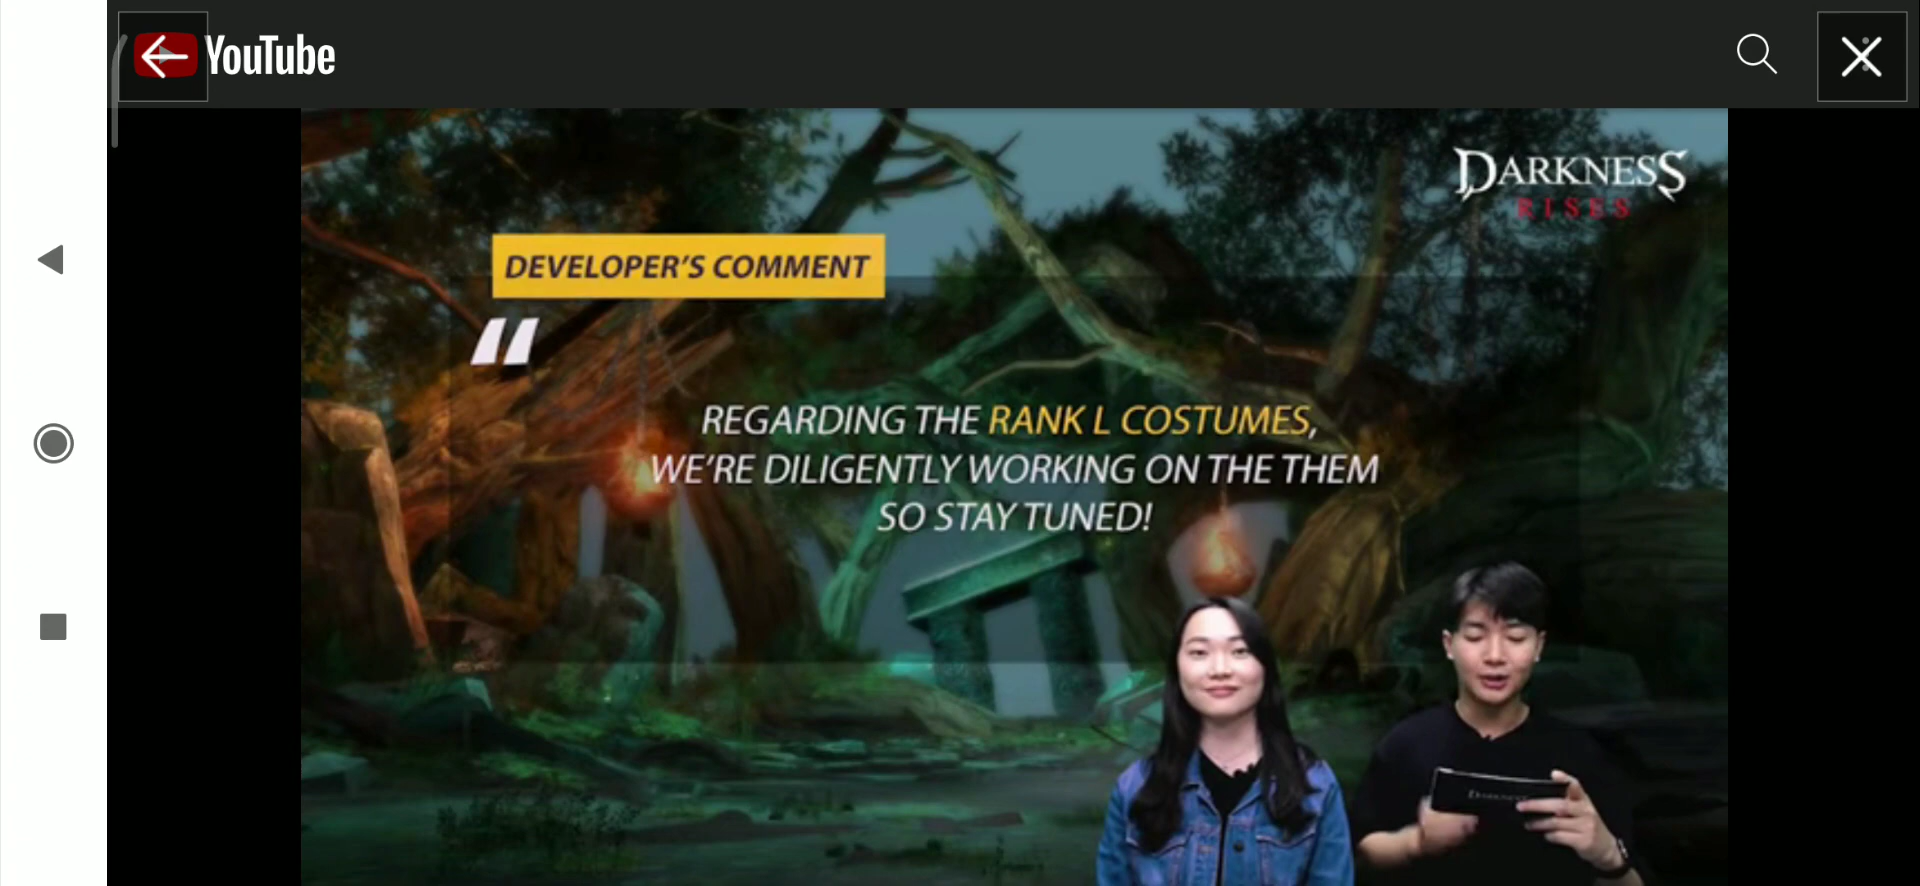 YouTube
DARKNESS
RISES
DEVELOPER'S COMMENT
“
REGARDING THE RANK L COSTUMES,
WE'RE DILIGENTLY WORKING ON THE THEM
SO STAY TUNED!